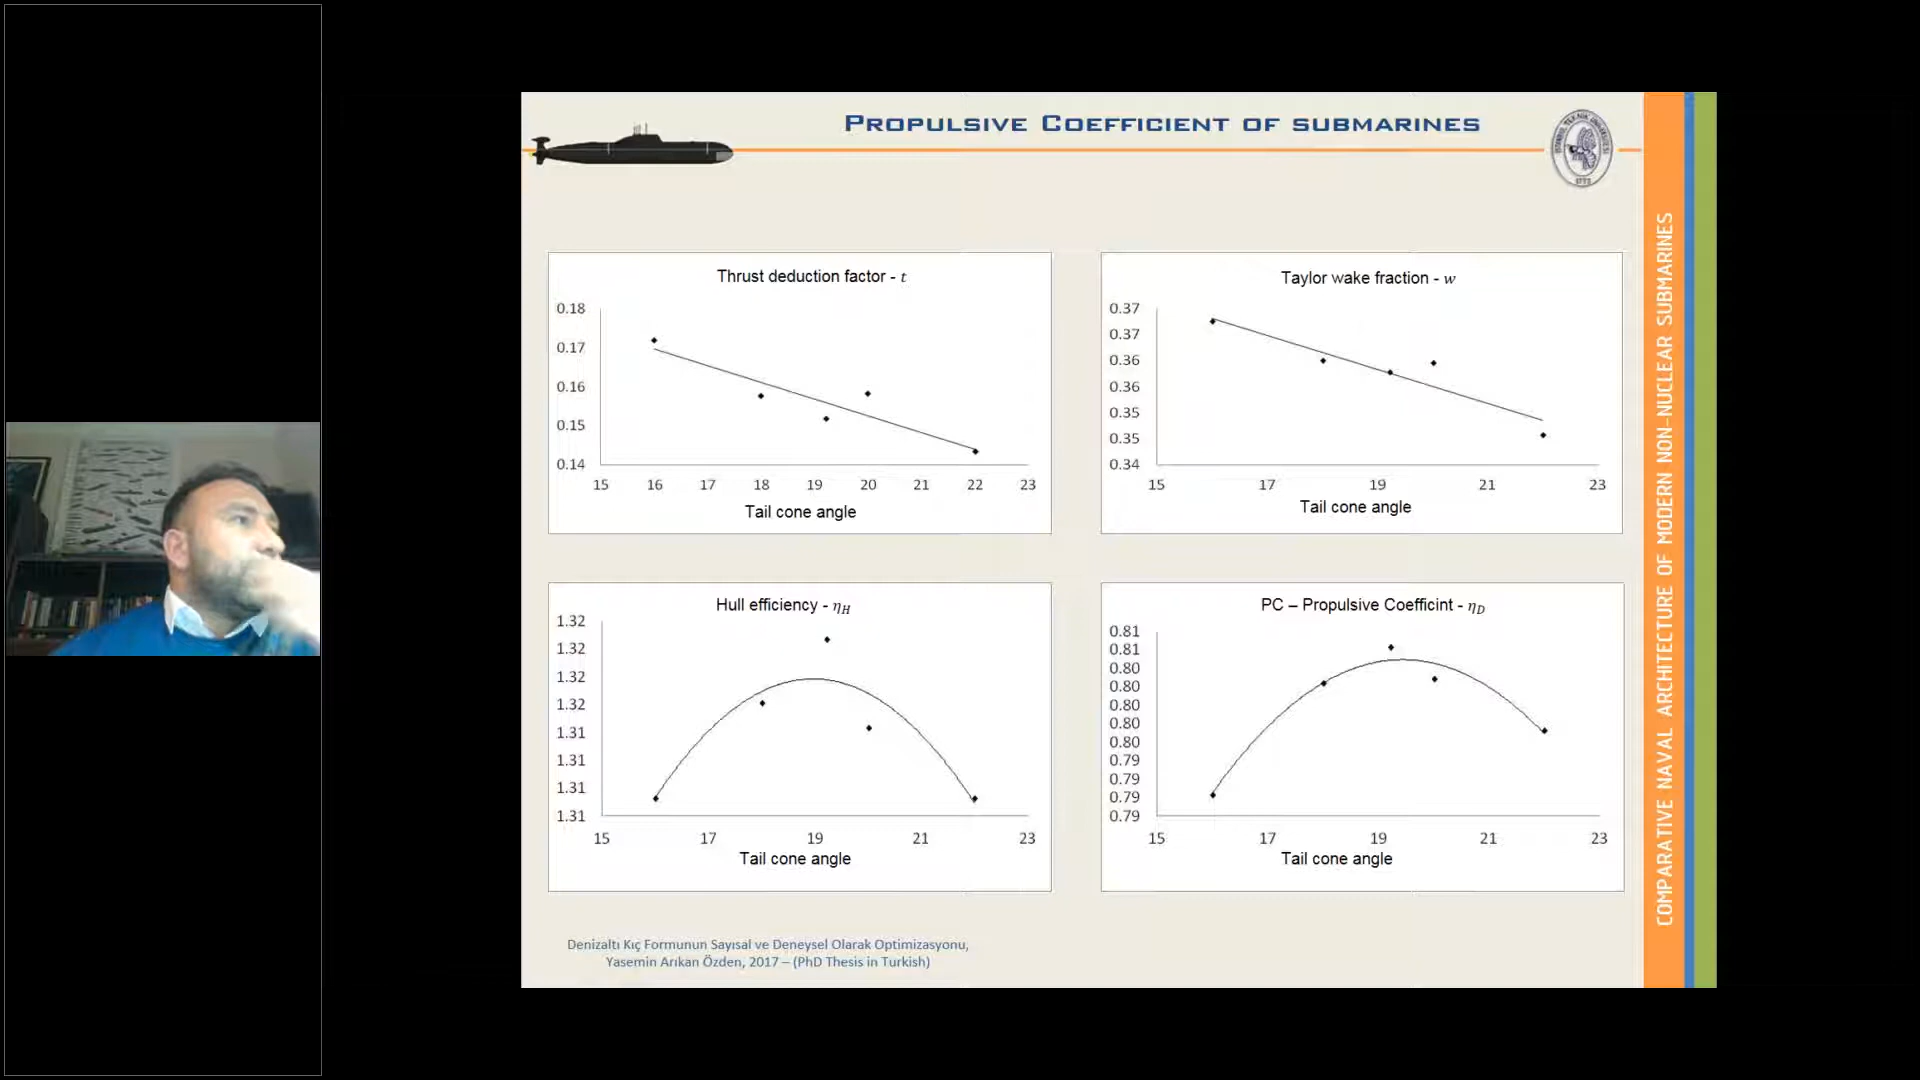 PROPULSIVE COEFFICIENT OF SUBMARINES
Thrust deduction factor - t
0.18
0.17
0.16
0.15
0.14
15 16 17 18 19 20 21 22 23
Tail cone angle
Taylor wake fraction - w
0.37
0.37
0.36
0.36
0.35
0.35
0.34
15 17 19 21 23
Tail cone angle
Hull efficiency - ηH
1.32
1.32
1.32
1.32
1.31
1.31
1.31
1.31
15 17 19 21 23
Tail cone angle
PC – Propulsive Coefficint - ηD
0.81
0.81
0.80
0.80
0.80
0.80
0.80
0.79
0.79
0.79
0.79
15 17 19 21 23
Tail cone angle
Denizaltı Kıç Formunun Sayısal ve Deneysel Olarak Optimizasyonu,
Yasemin Arıkan Özden, 2017 – (PhD Thesis in Turkish)
COMPARATIVE NAVAL ARCHITECTURE OF MODERN NON-NUCLEAR SUBMARINES